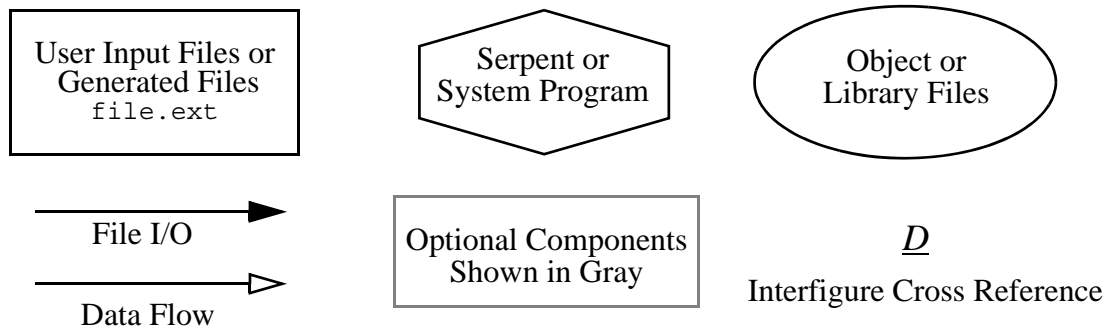 User Input Files or
Generated Files
file.ext
Serpent or
System Program
Object or
Library Files
File I/O
Data Flow
Optional Components
Shown in Gray
D
Interfigure Cross Reference